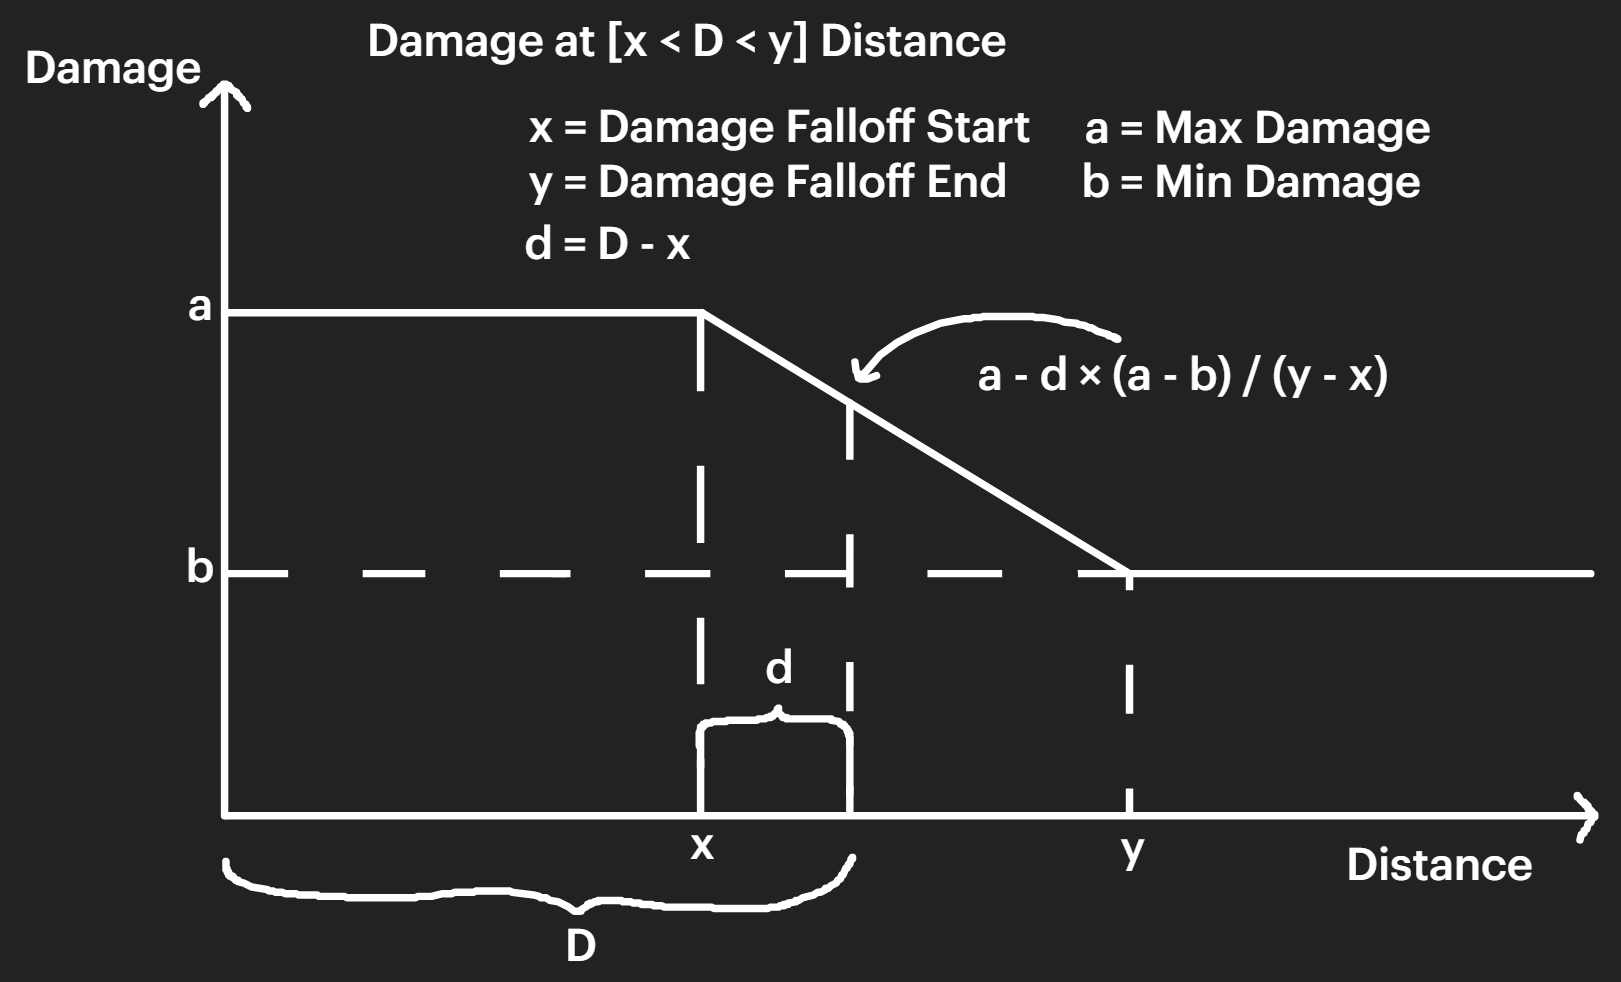 Damage at [x < D < y] Distance
Damage
x = Damage Falloff Start
a = Max Damage
y = Damage Falloff End
b = Min Damage
d = D - x
a
a - d × (a - b) / (y - x)
b
d
x
y
Distance
D